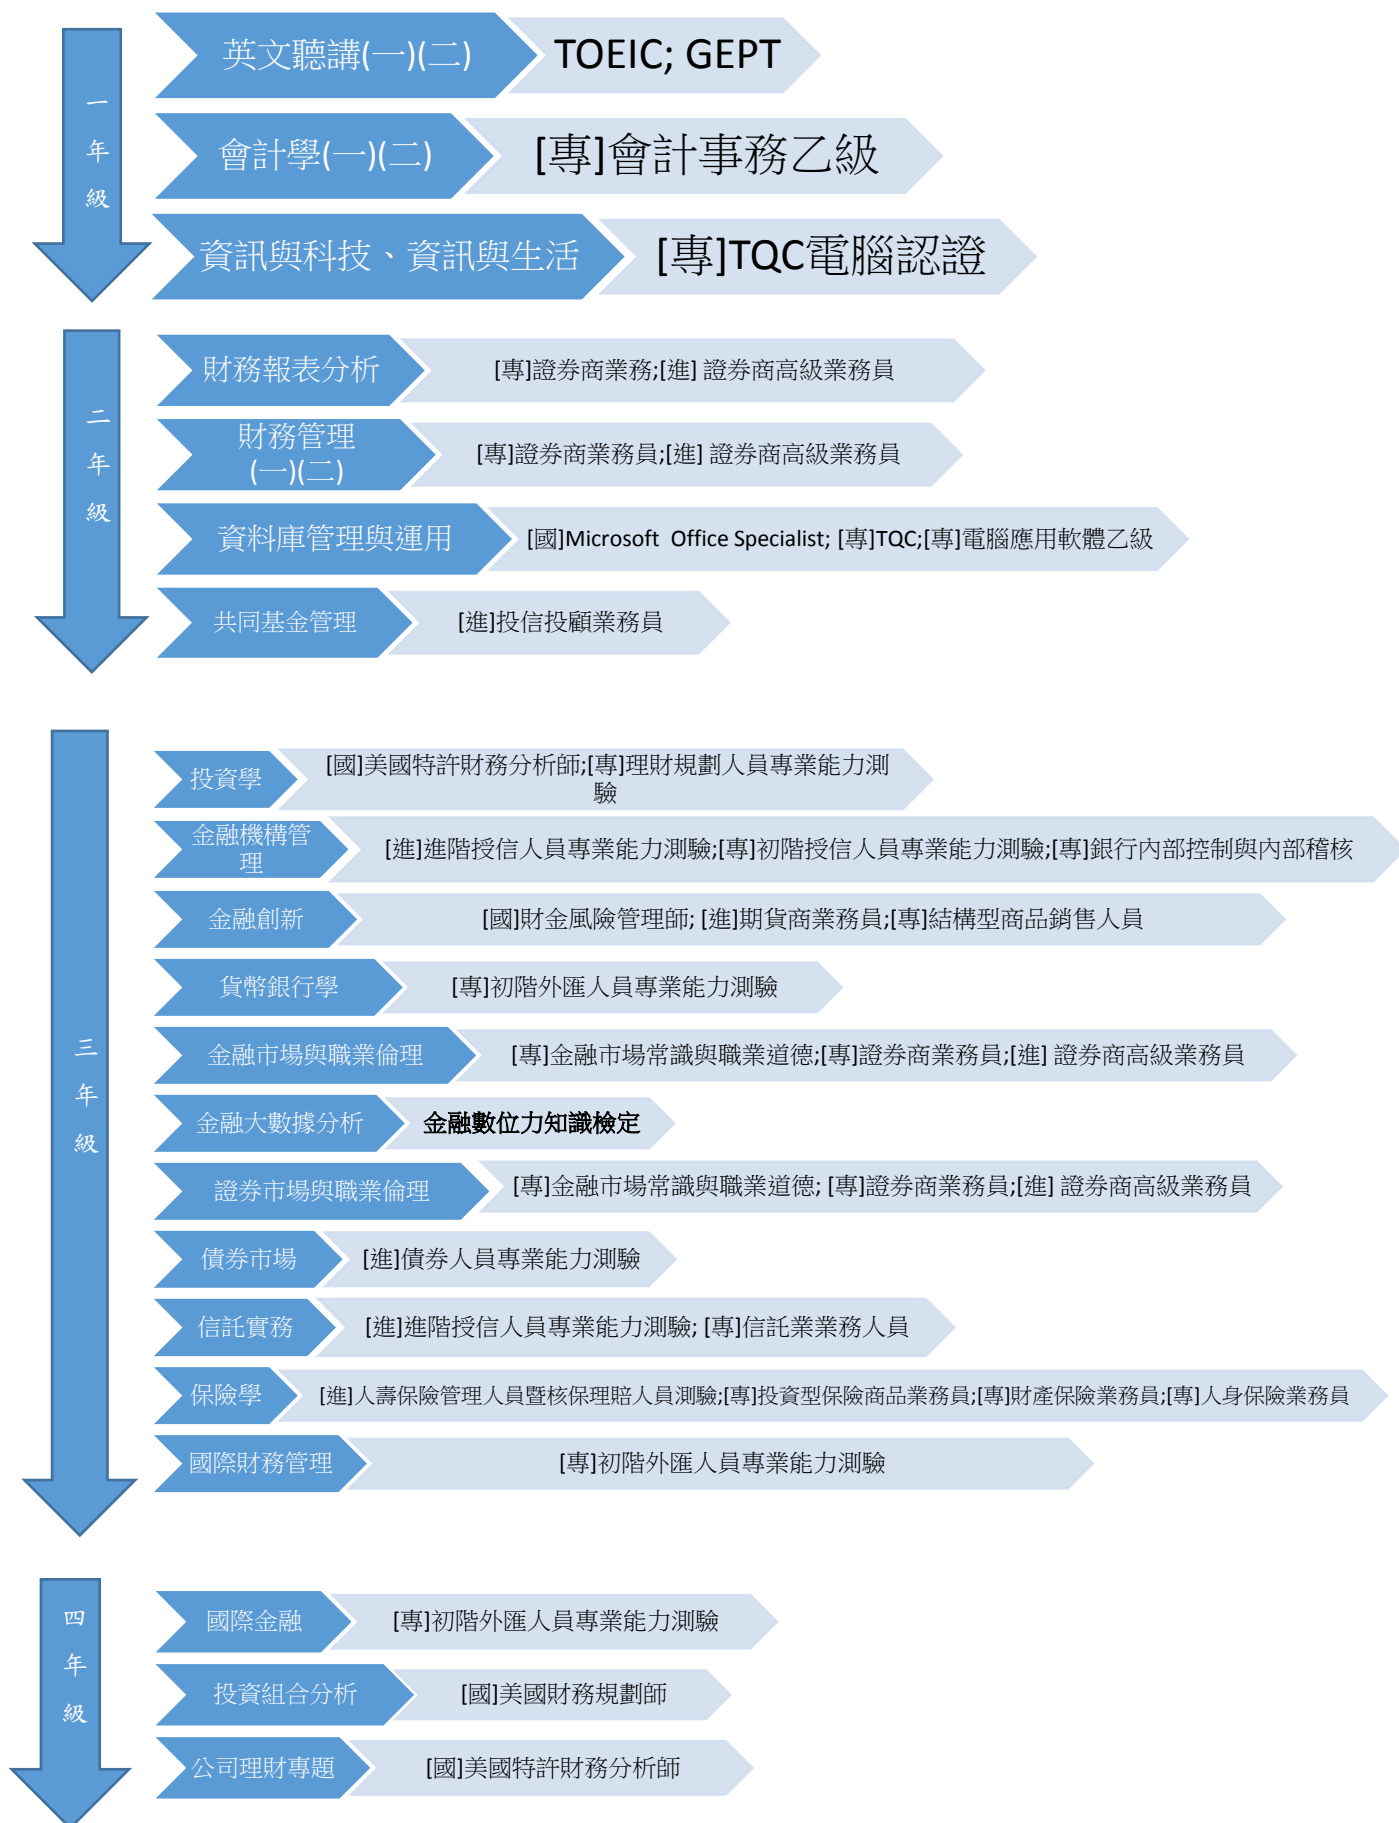 一年級
英文聽講(一)(二)
TOEIC; GEPT
會計學(一)(二)
[專]會計事務乙級
資訊與科技、資訊與生活
[專]TQC電腦認證
二年級
財務報表分析
[專]證券商業務;[進] 證券商高級業務員
財務管理
(一)(二)
[專]證券商業務員;[進] 證券商高級業務員
資料庫管理與運用
[國]Microsoft  Office Specialist; [專]TQC;[專]電腦應用軟體乙級
共同基金管理
[進]投信投顧業務員
三年級
投資學
[國]美國特許財務分析師;[專]理財規劃人員專業能力測
驗
金融機構管
理
[進]進階授信人員專業能力測驗;[專]初階授信人員專業能力測驗;[專]銀行內部控制與內部稽核
金融創新
[國]財金風險管理師; [進]期貨商業務員;[專]結構型商品銷售人員
貨幣銀行學
[專]初階外匯人員專業能力測驗
金融市場與職業倫理
[專]金融市場常識與職業道德;[專]證券商業務員;[進] 證券商高級業務員
金融大數據分析
金融數位力知識檢定
證券市場與職業倫理
[專]金融市場常識與職業道德; [專]證券商業務員;[進] 證券商高級業務員
債券市場
[進]債券人員專業能力測驗
信託實務
[進]進階授信人員專業能力測驗; [專]信託業業務人員
保險學
[進]人壽保險管理人員暨核保理賠人員測驗;[專]投資型保險商品業務員;[專]財產保險業務員;[專]人身保險業務員
國際財務管理
[專]初階外匯人員專業能力測驗
四年級
國際金融
[專]初階外匯人員專業能力測驗
投資組合分析
[國]美國財務規劃師
公司理財專題
[國]美國特許財務分析師